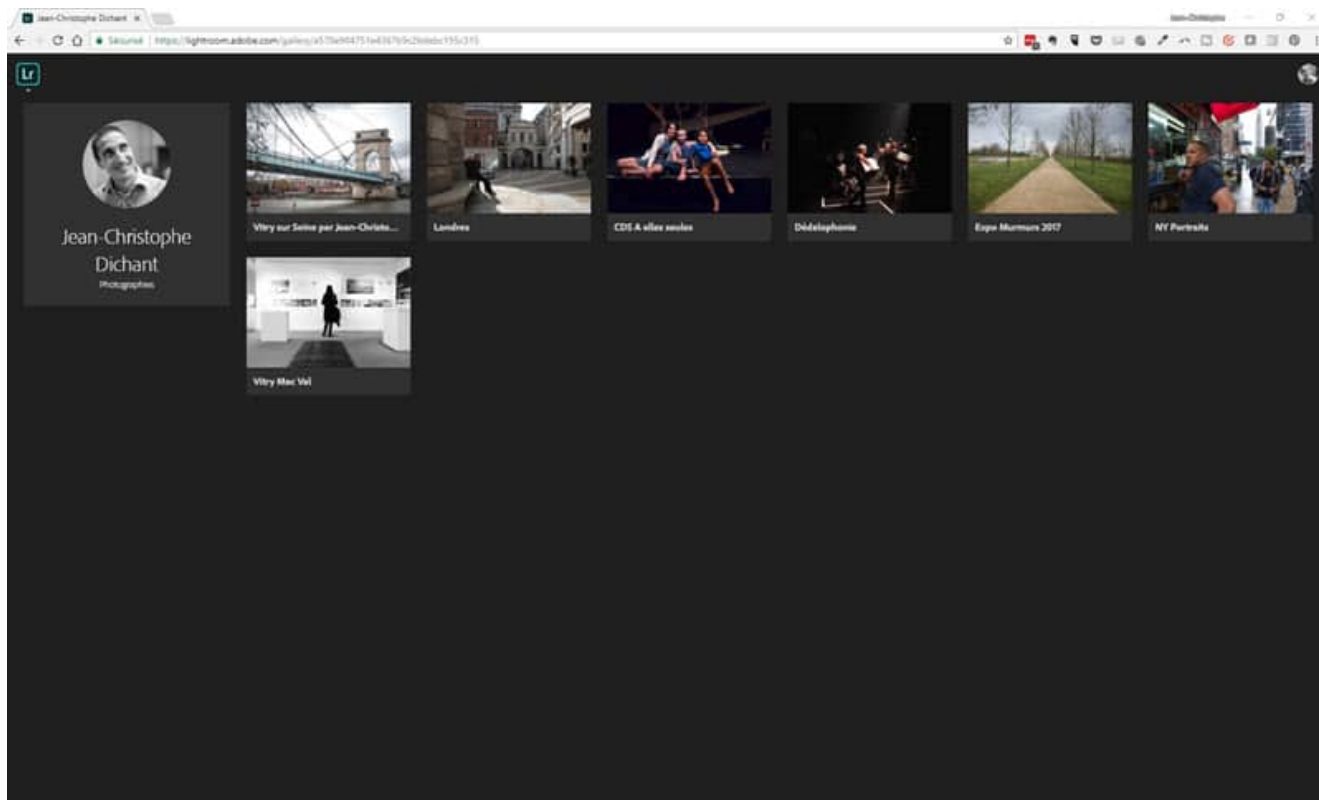 Jean-Christophe Dichant
Sécurisé | https://lightroom.adobe.com/gallery/
Lr
Jean-Christophe
Dichant
Photographies
Vitry sur Seine par Jean-Christo...
Londres
CDS A elles seules
Dédalophonie
Expo Murmurs 2017
NY Portraits
Vitry Mac Val